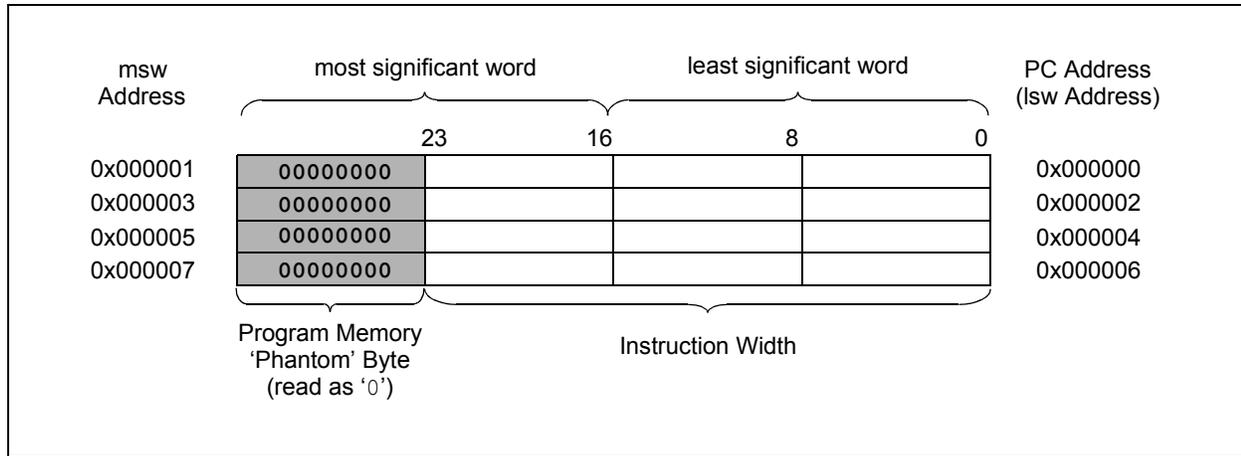 msw
Address
most significant word
least significant word
PC Address
(lsw Address)
23 16 8 0
0x000001 00000000 0x000000
0x000003 00000000 0x000002
0x000005 00000000 0x000004
0x000007 00000000 0x000006
Program Memory
‘Phantom’ Byte
(read as ‘0’)
Instruction Width